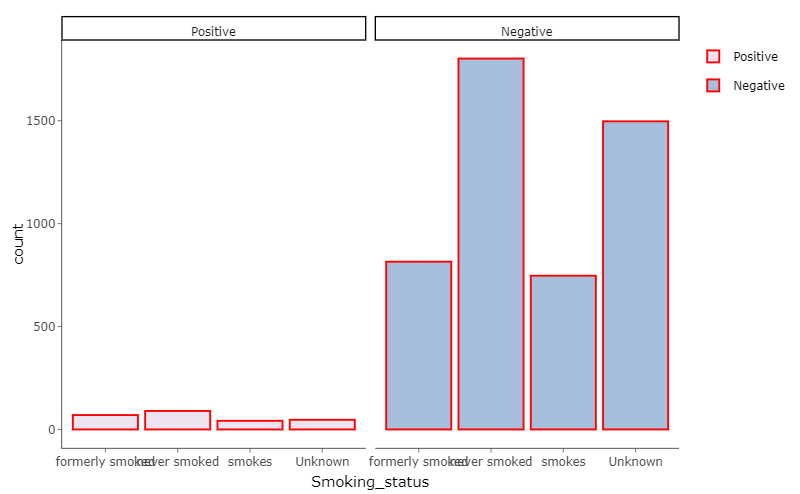 Positive
Negative
Positive
Negative
1500
1000
500
0
count
formerly smoked
never smoked
smokes
Unknown
formerly smoked
never smoked
smokes
Unknown
Smoking_status